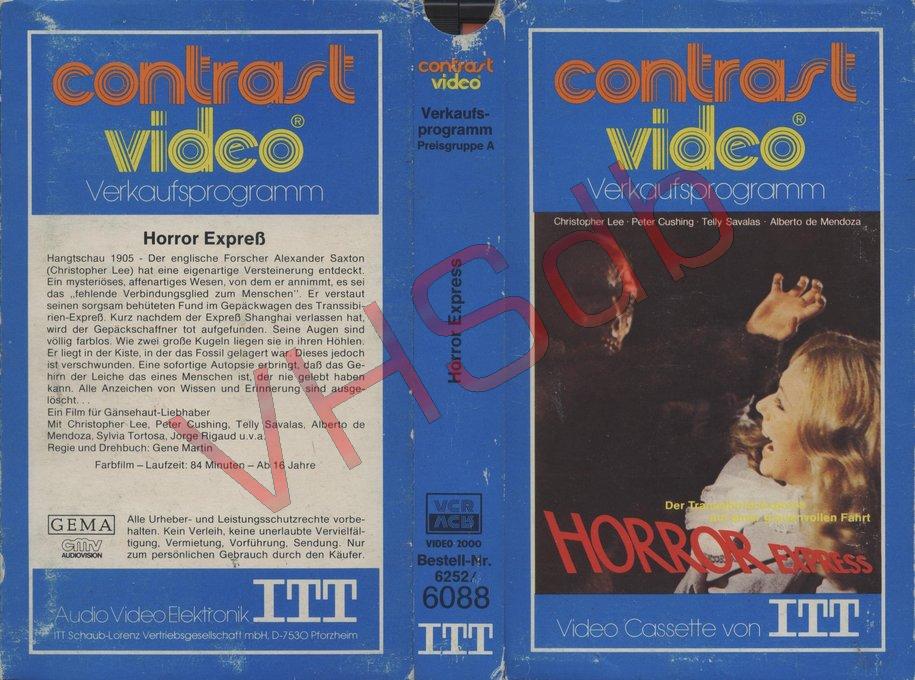 contrast
video®
Verkaufsprogramm
Horror Expreß
Hangtschau 1905 - Der englische Forscher Alexander Saxton
(Christopher Lee) hat eine eigenartige Versteinerung entdeckt.
Ein mysteriöses, affenartiges Wesen, von dem er annimmt, es sei
das „fehlende Verbindungsglied zum Menschen". Er verstaut
seinen sorgsam behüteten Fund im Gepäckwagen des Transsibi-
rien-Expreß. Kurz nachdem der Expreß Shanghai verlassen hat,
wird der Gepäckschaffner tot aufgefunden. Seine Augen sind
völlig farblos. Wie zwei große Kugeln liegen sie in ihren Höhlen.
Er liegt in der Kiste, in der das Fossil gelagert war. Dieses jedoch
ist verschwunden. Eine sofortige Autopsie erbringt, daß das Ge-
hirn der Leiche das eines Menschen ist, der nie gelebt haben
kann. Alle Anzeichen von Wissen und Erinnerung sind ausge-
löscht. . .
Ein Film für Gänsehaut-Liebhaber
Mit Christopher Lee, Peter Cushing, Telly Savalas, Alberto de
Mendoza, Sylvia Tortosa, Jorge Rigaud u.v.a.
Regie und Drehbuch: Gene Martin
Farbfilm – Laufzeit: 84 Minuten – Ab 16 Jahre
GEMA
cmv
AUDIOVISION
Alle Urheber- und Leistungsschutzrechte vorbe-
halten. Kein Verleih, keine unerlaubte Vervielfäl-
tigung, Vermietung, Vorführung, Sendung. Nur
zum persönlichen Gebrauch durch den Käufer.
Audio Video Elektronik ITT
ITT Schaub-Lorenz Vertriebsgesellschaft mbH, D-7530 Pforzheim
contrast
video
Verkaufs-
programm
Preisgruppe A
Horror Express
VCR
VIDEO 2000
Bestell-Nr.
6252/
6088
ITT
contrast
video®
Verkaufsprogramm
Christopher Lee · Peter Cushing · Telly Savalas · Alberto de Mendoza
Der
auf einer grauenvollen Fahrt
HORROR EXPRESS
Video Cassette von ITT
VHSdb